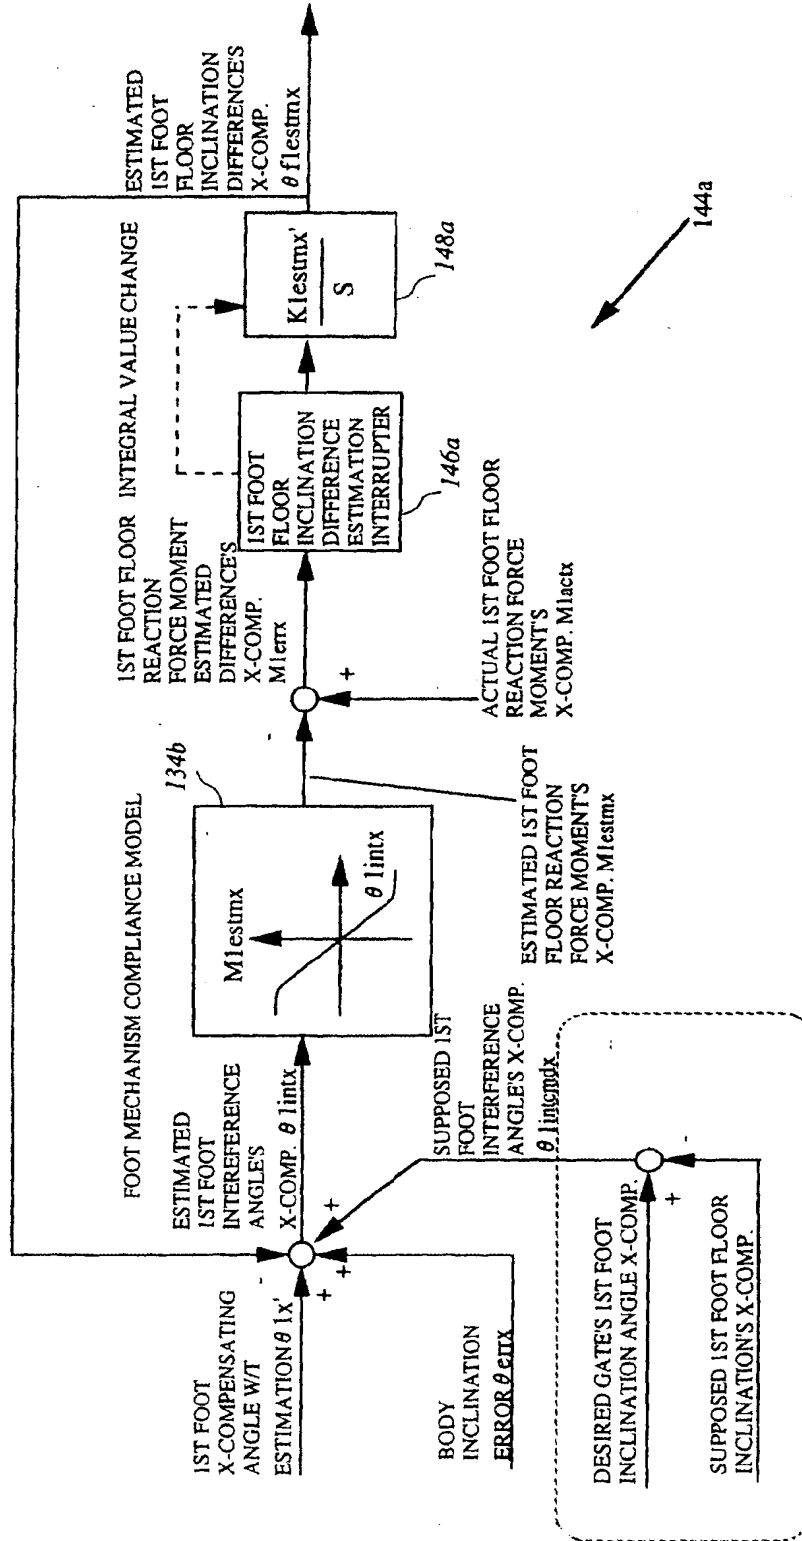 1ST FOOT
X-COMPENSATING
ANGLE W/T
ESTIMATION θ 1x'
BODY
INCLINATION
ERROR θ errx
DESIRED GATE'S 1ST FOOT
INCLINATION ANGLE X-COMP.
SUPPOSED 1ST FOOT FLOOR
INCLINATION'S X-COMP.
+
-
+
+
+
-
+
SUPPOSED 1ST
FOOT
INTERFERENCE
ANGLE'S X-COMP.
θ 1intcmdx
ESTIMATED
1ST FOOT
INTEREFERENCE
ANGLE'S
X-COMP. θ 1intx
FOOT MECHANISM COMPLIANCE MODEL
134b
M1estmx
θ 1intx
ESTIMATED 1ST FOOT
FLOOR REACTION
FORCE MOMENT'S
X-COMP. M1estmx
-
+
ACTUAL 1ST FOOT FLOOR
REACTION FORCE
MOMENT'S
X-COMP. M1actx
1ST FOOT FLOOR
REACTION
FORCE MOMENT
ESTIMATED
DIFFERENCE'S
X-COMP.
M1errx
1ST FOOT
FLOOR
INCLINATION
DIFFERENCE
ESTIMATION
INTERRUPTER
146a
INTEGRAL VALUE CHANGE
K1estmx'
S
148a
ESTIMATED
1ST FOOT
FLOOR
INCLINATION
DIFFERENCE'S
X-COMP.
θ f1estmx
144a